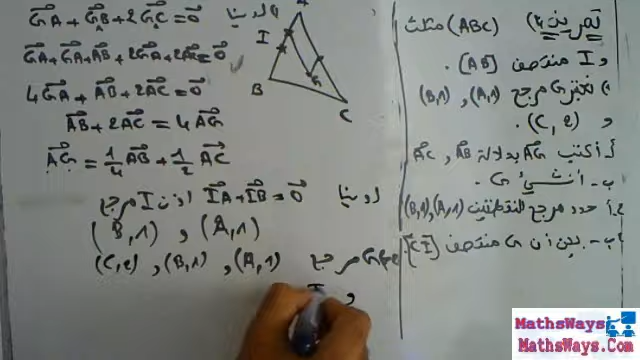 تمرين 4) (ABC) مثلث
و I منتصف [AB].
1) نعتبر G مرجح (A,1)، (B,1)
و (C,2).
أ- أكتب AG بدلالة AB، AC
ب- أنشئ G.
2. أ- حدد مرجح النقطتين (A,1)، (B,1)
ب- بين أن G منتصف [CI].
لدينا GA + GB + 2GC = 0
GA + GA + AB + 2GA + 2AC = 0
4GA + AB + 2AC = 0
AB + 2AC = 4AG
AG = 1/4 AB + 1/2 AC
لدينا IA + IB = 0 اذن I مرجح
(A,1) و (B,1)
G مرجح (A,1)، (B,1)، (C,2)
و I
A
I
G
B
C
MathsWays
MathsWays.Com